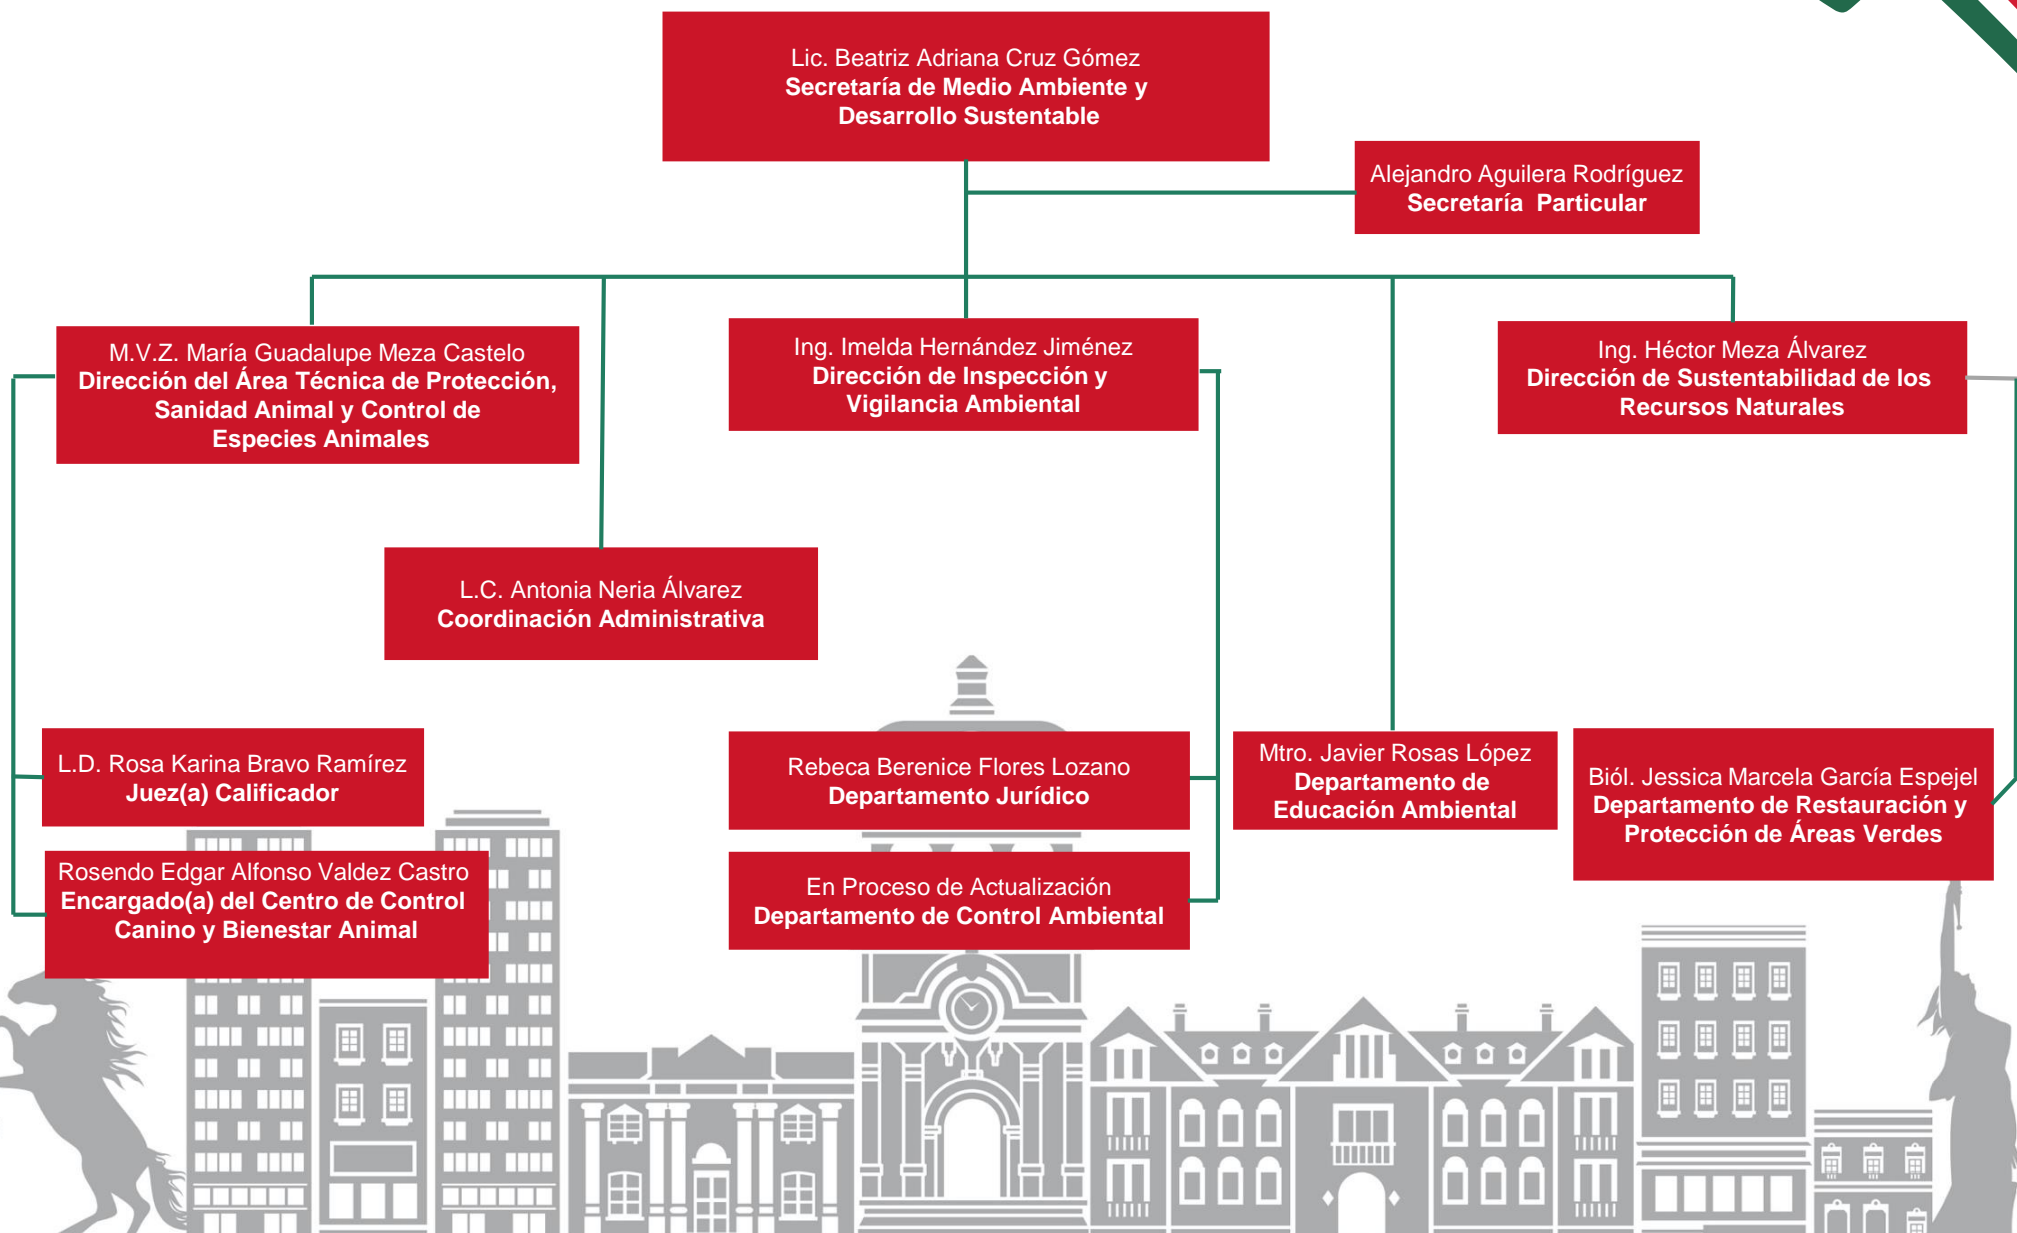 Lic. Beatriz Adriana Cruz Gómez
Secretaría de Medio Ambiente y
Desarrollo Sustentable
Alejandro Aguilera Rodríguez
Secretaría Particular
M.V.Z. María Guadalupe Meza Castelo
Dirección del Área Técnica de Protección,
Sanidad Animal y Control de
Especies Animales
Ing. Imelda Hernández Jiménez
Dirección de Inspección y
Vigilancia Ambiental
Ing. Héctor Meza Álvarez
Dirección de Sustentabilidad de los
Recursos Naturales
L.C. Antonia Neria Álvarez
Coordinación Administrativa
L.D. Rosa Karina Bravo Ramírez
Juez(a) Calificador
Rebeca Berenice Flores Lozano
Departamento Jurídico
Mtro. Javier Rosas López
Departamento de
Educación Ambiental
Biól. Jessica Marcela García Espejel
Departamento de Restauración y
Protección de Áreas Verdes
Rosendo Edgar Alfonso Valdez Castro
Encargado(a) del Centro de Control
Canino y Bienestar Animal
En Proceso de Actualización
Departamento de Control Ambiental